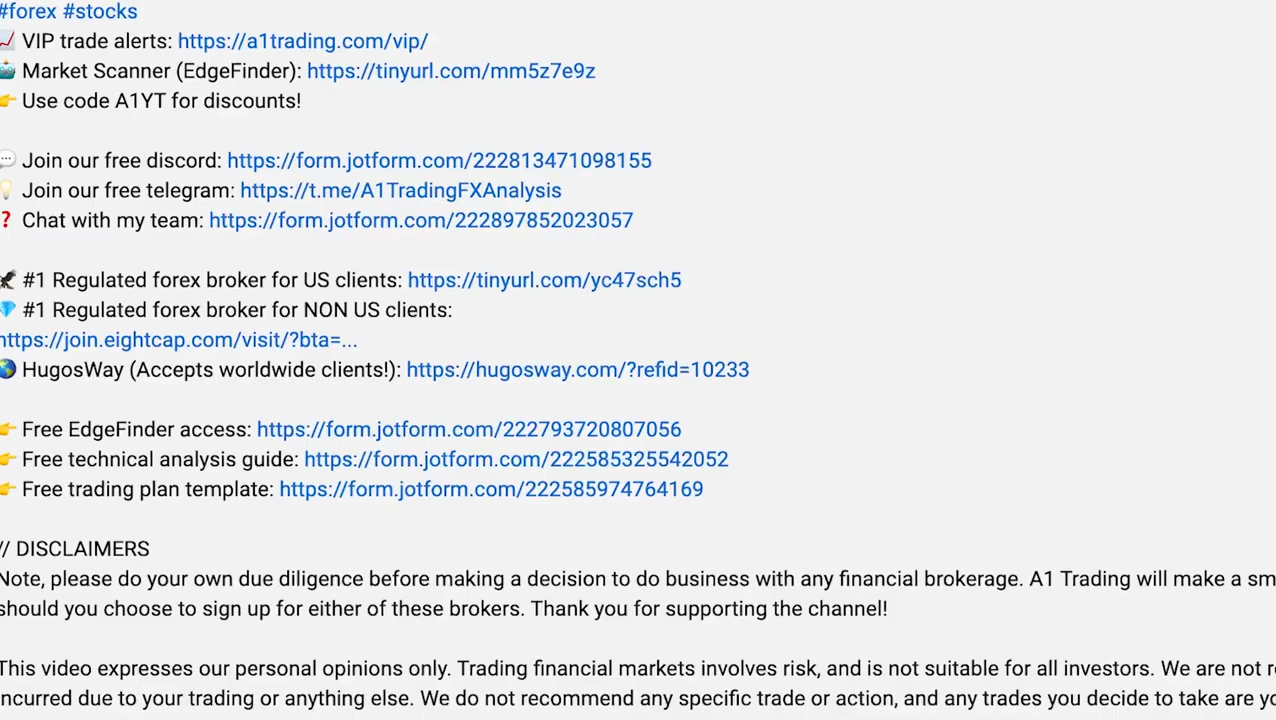 #forex #stocks
VIP trade alerts: https://a1trading.com/vip/
Market Scanner (EdgeFinder): https://tinyurl.com/mm5z7e9z
Use code A1YT for discounts!
Join our free discord: https://form.jotform.com/222813471098155
Join our free telegram: https://t.me/A1TradingFXAnalysis
Chat with my team: https://form.jotform.com/222897852023057
#1 Regulated forex broker for US clients: https://tinyurl.com/yc47sch5
#1 Regulated forex broker for NON US clients:
https://join.eightcap.com/visit/?bta=...
HugosWay (Accepts worldwide clients!): https://hugosway.com/?refid=10233
Free EdgeFinder access: https://form.jotform.com/222793720807056
Free technical analysis guide: https://form.jotform.com/222585325542052
Free trading plan template: https://form.jotform.com/222585974764169
// DISCLAIMERS
Note, please do your own due diligence before making a decision to do business with any financial brokerage. A1 Trading will make a
should you choose to sign up for either of these brokers. Thank you for supporting the channel!
This video expresses our personal opinions only. Trading financial markets involves risk, and is not suitable for all investors. We are not
incurred due to your trading or anything else. We do not recommend any specific trade or action, and any trades you decide to take are